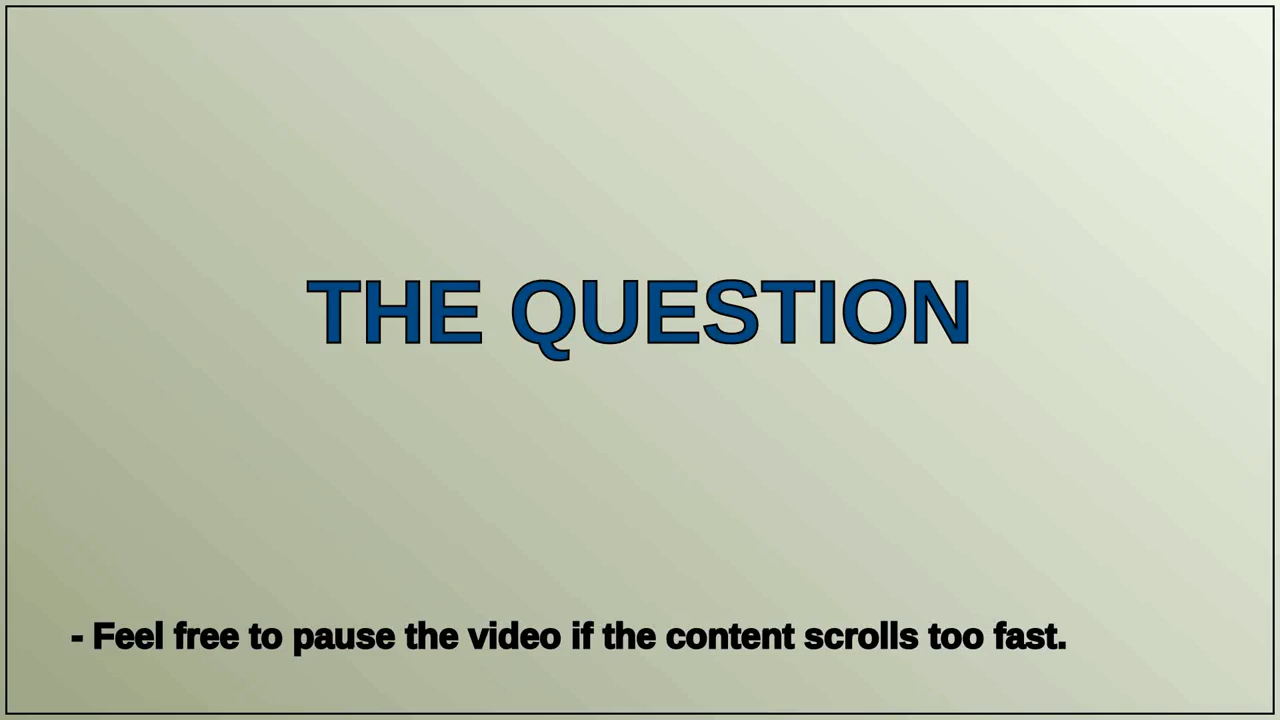 THE QUESTION
- Feel free to pause the video if the content scrolls too fast.